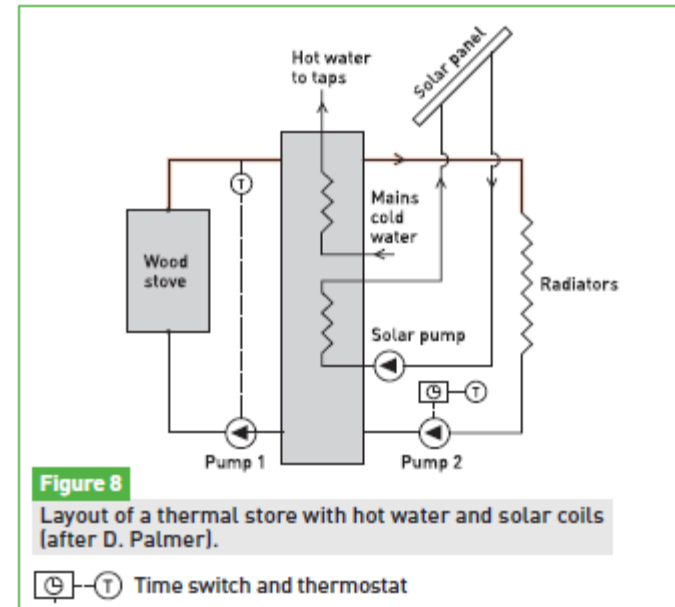 Hot water
to taps
Solar panel
T
Mains
cold
water
Wood
stove
Radiators
Solar pump
T
Pump 1
Pump 2
Figure 8
Layout of a thermal store with hot water and solar coils
(after D. Palmer).
T Time switch and thermostat